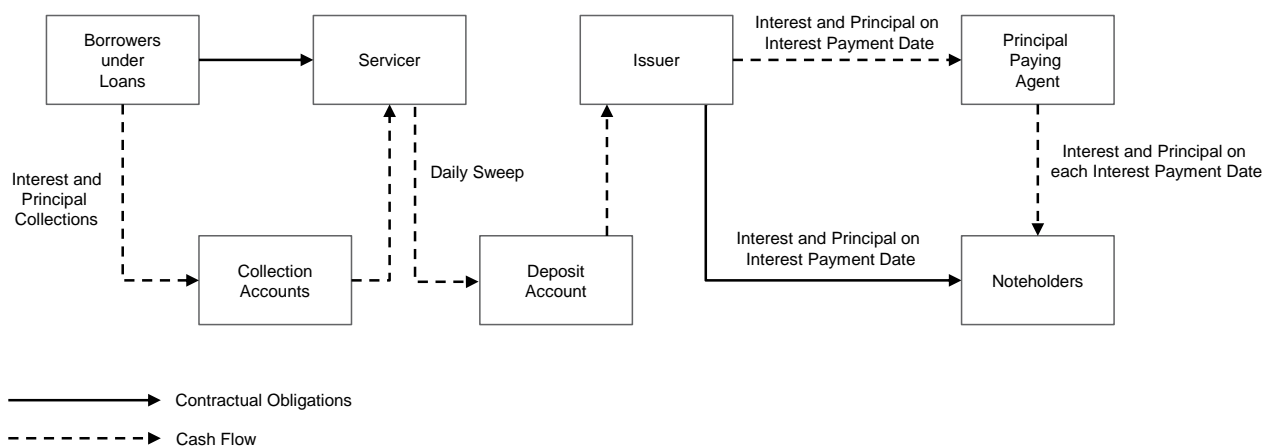 Borrowers
under
Loans
Servicer
Issuer
Interest and Principal on
Interest Payment Date
Principal
Paying
Agent
Interest and
Principal
Collections
Daily Sweep
Interest and Principal on
each Interest Payment Date
Collection
Accounts
Deposit
Account
Interest and Principal on
Interest Payment Date
Noteholders
Contractual Obligations
Cash Flow